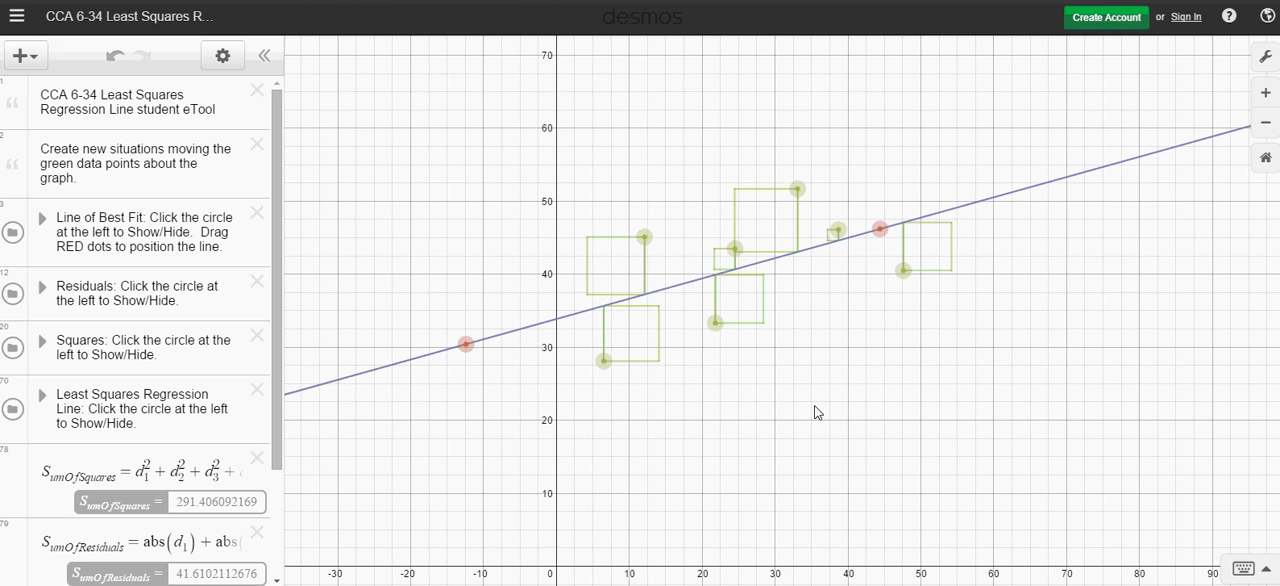 CCA 6-34 Least Squares R...
desmos
Create Account or Sign In
1
CCA 6-34 Least Squares
Regression Line student eTool
2
Create new situations moving the
green data points about the
graph.
3
Line of Best Fit: Click the circle
at the left to Show/Hide. Drag
RED dots to position the line.
12
Residuals: Click the circle at
the left to Show/Hide.
20
Squares: Click the circle at the
left to Show/Hide.
70
Least Squares Regression
Line: Click the circle at the left
to Show/Hide.
78
SumOfSquares = d₁² + d₂² + d₃² +
SumOfSquares = 291.406092169
79
SumOfResiduals = abs(d₁) + abs(
SumOfResiduals = 41.6102112676
70
60
50
40
30
20
10
-30 -20 -10 0 10 20 30 40 50 60 70 80 90